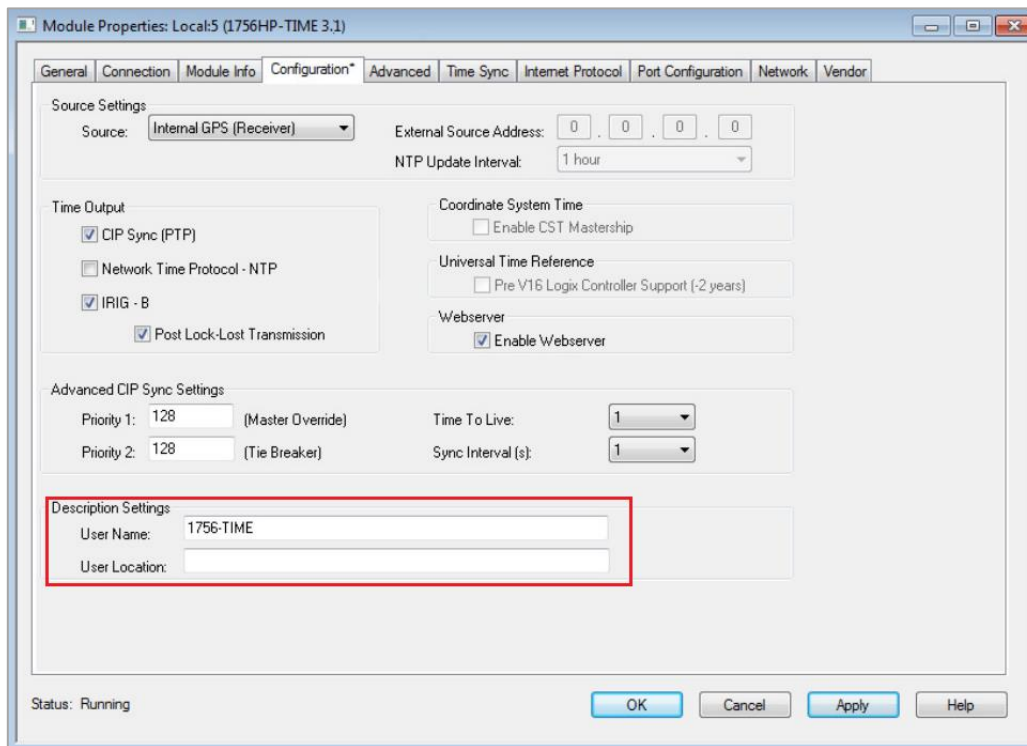 Module Properties: Local:5 (1756HP-TIME 3.1)
General Connection Module Info Configuration* Advanced Time Sync Internet Protocol Port Configuration Network Vendor
Source Settings
Source: Internal GPS (Receiver)
External Source Address: 0 . 0 . 0 . 0
NTP Update Interval: 1 hour
Time Output
CIP Sync (PTP)
Network Time Protocol - NTP
IRIG - B
Post Lock-Lost Transmission
Coordinate System Time
Enable CST Mastership
Universal Time Reference
Pre V16 Logix Controller Support (-2 years)
Webserver
Enable Webserver
Advanced CIP Sync Settings
Priority 1: 128 (Master Override)
Priority 2: 128 (Tie Breaker)
Time To Live: 1
Sync Interval (s): 1
Description Settings
User Name: 1756-TIME
User Location:
Status: Running
OK Cancel Apply Help